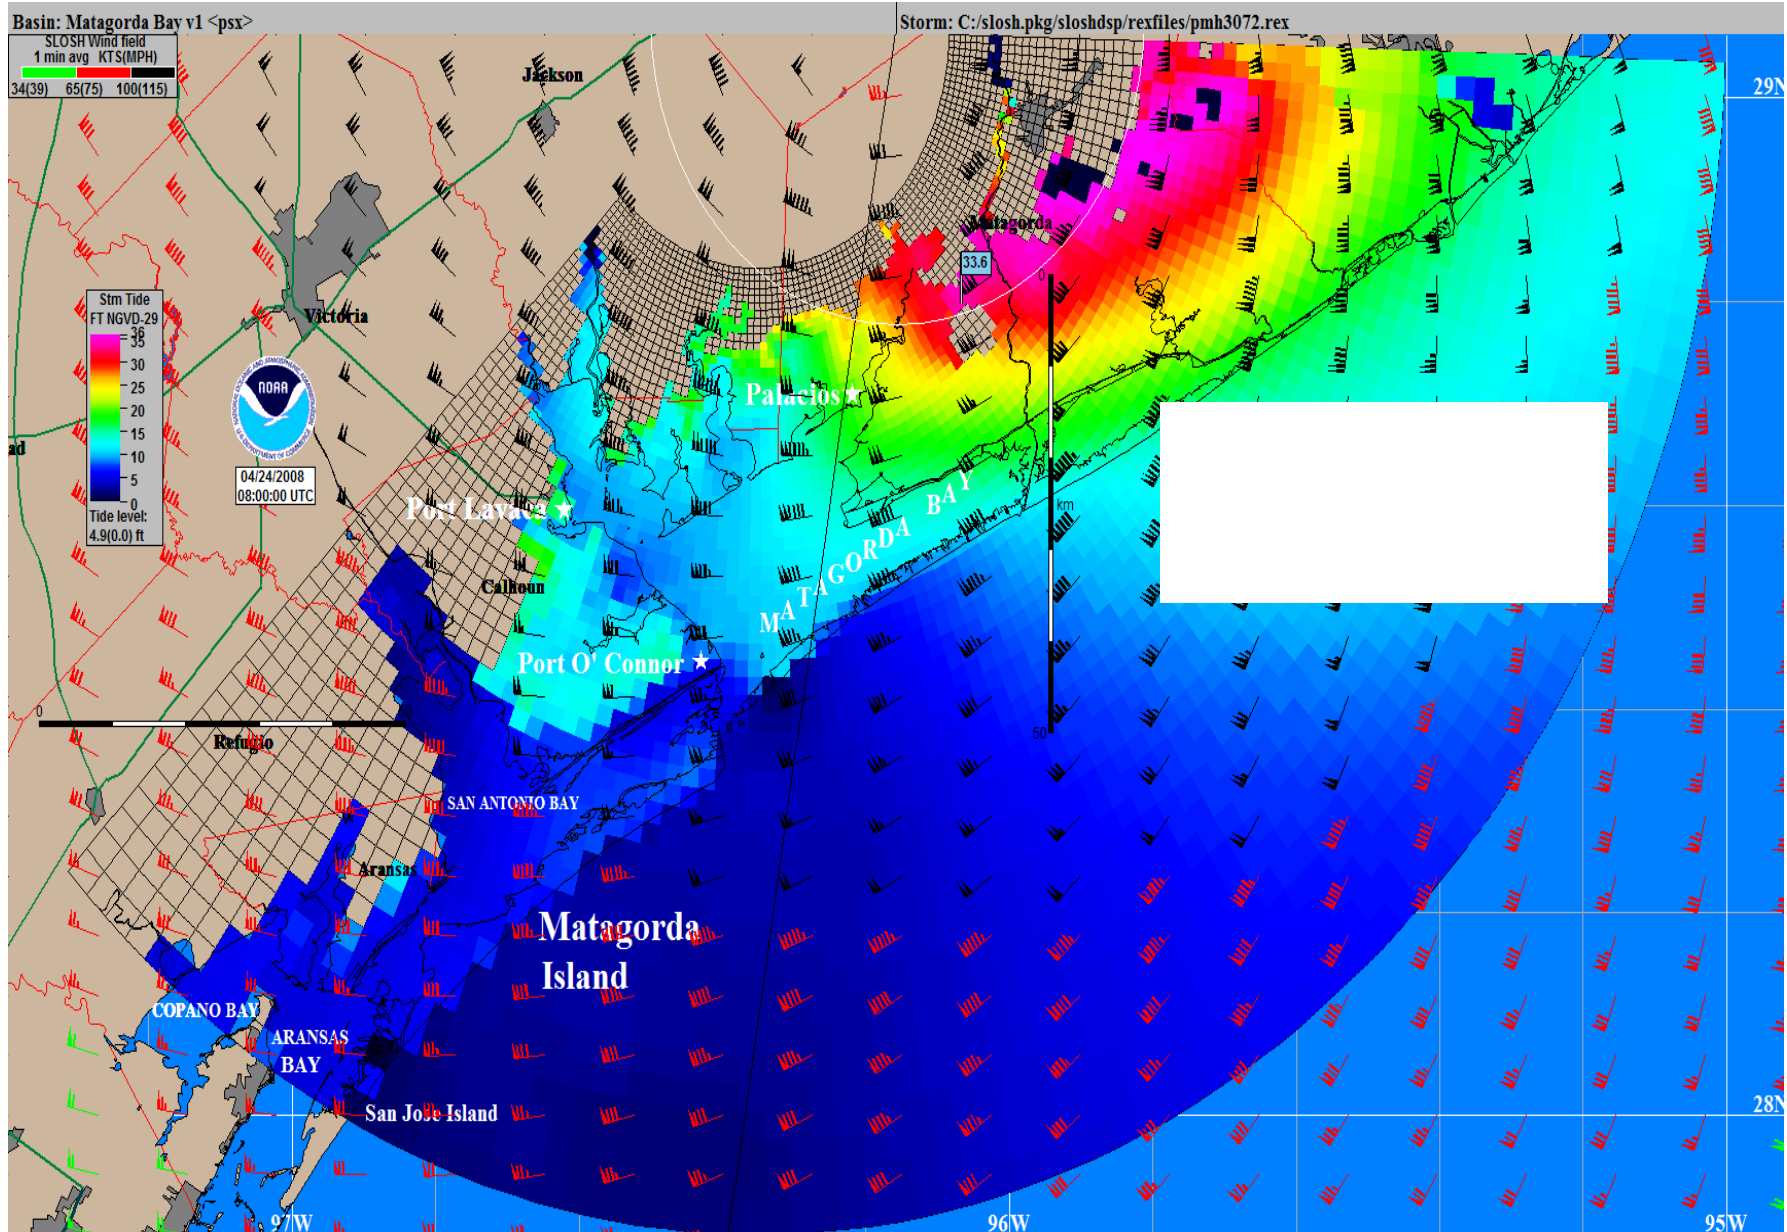 Basin: Matagorda Bay v1 <psx>
Storm: C:/slosh.pkg/sloshdsp/rexfiles/pmh3072.rex
SLOSH Wind field
1 min avg KTS(MPH)
34(39) 65(75) 100(115)
Jackson
29N
Matagorda
33.6
0
Stm Tide
FT NGVD-29
36
35
30
25
20
15
10
5
0
Tide level:
4.9(0.0) ft
Victoria
NOAA
04/24/2008
08:00:00 UTC
Palacios
ad
Port Lavaca
MATAGORDA BAY
km
Calhoun
Port O' Connor
0
50
Refugio
SAN ANTONIO BAY
Aransas
Matagorda
Island
COPANO BAY
ARANSAS
BAY
San Jose Island
28N
97W
96W
95W